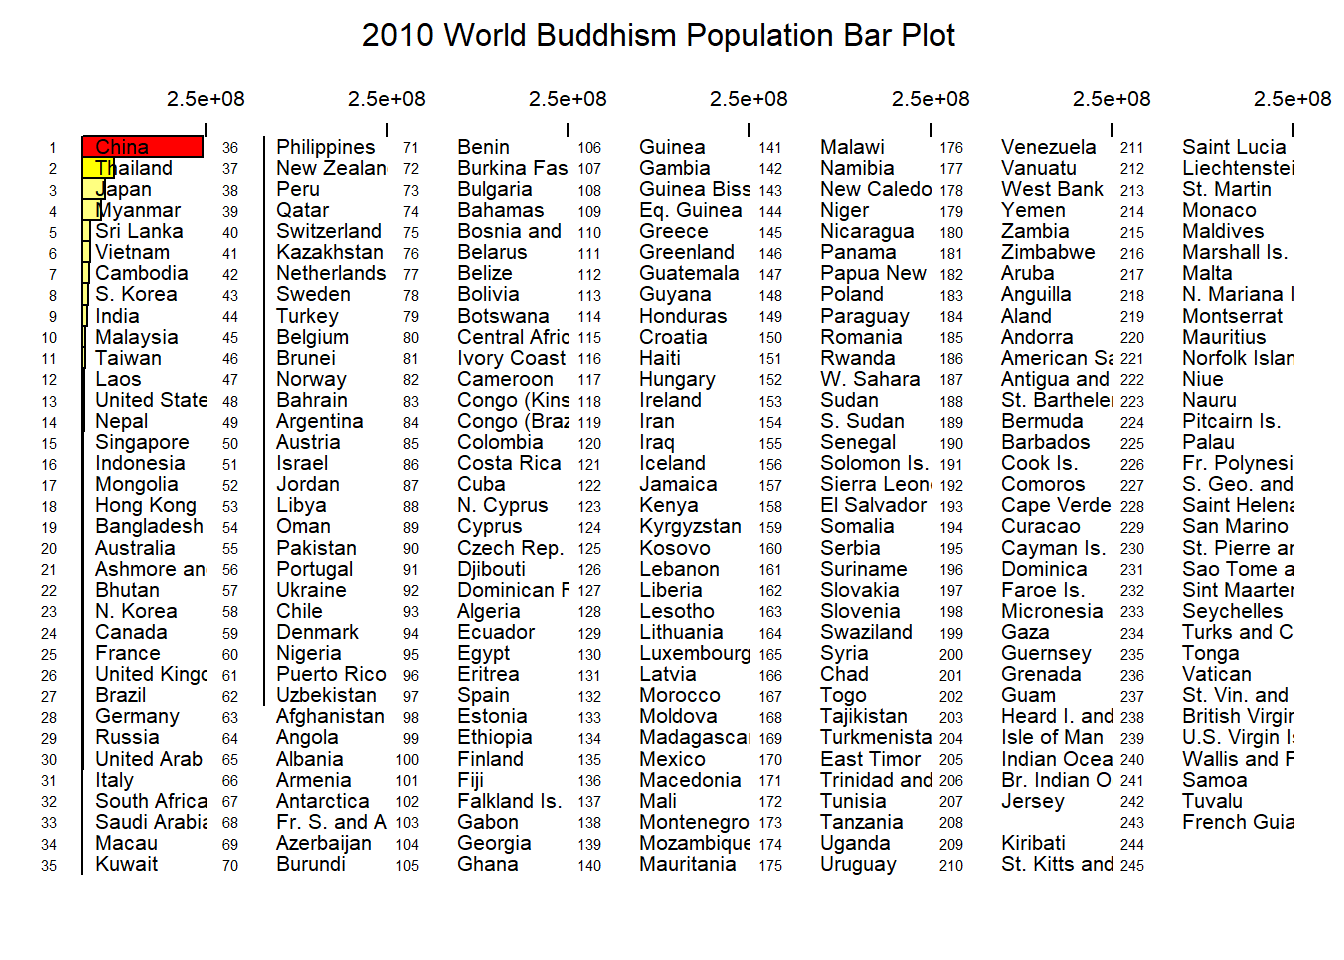 2010 World Buddhism Population Bar Plot
2.5e+08 2.5e+08 2.5e+08 2.5e+08 2.5e+08 2.5e+08 2.5e+08
1 China
2 Thailand
3 Japan
4 Myanmar
5 Sri Lanka
6 Vietnam
7 Cambodia
8 S. Korea
9 India
10 Malaysia
11 Taiwan
12 Laos
13 United State
14 Nepal
15 Singapore
16 Indonesia
17 Mongolia
18 Hong Kong
19 Bangladesh
20 Australia
21 Ashmore an
22 Bhutan
23 N. Korea
24 Canada
25 France
26 United Kingd
27 Brazil
28 Germany
29 Russia
30 United Arab
31 Italy
32 South Africa
33 Saudi Arabia
34 Macau
35 Kuwait
36 Philippines
37 New Zealan
38 Peru
39 Qatar
40 Switzerland
41 Kazakhstan
42 Netherlands
43 Sweden
44 Turkey
45 Belgium
46 Brunei
47 Norway
48 Bahrain
49 Argentina
50 Austria
51 Israel
52 Jordan
53 Libya
54 Oman
55 Pakistan
56 Portugal
57 Ukraine
58 Chile
59 Denmark
60 Nigeria
61 Puerto Rico
62 Uzbekistan
63 Afghanistan
64 Angola
65 Albania
66 Armenia
67 Antarctica
68 Fr. S. and A
69 Azerbaijan
70 Burundi
71 Benin
72 Burkina Fas
73 Bulgaria
74 Bahamas
75 Bosnia and
76 Belarus
77 Belize
78 Bolivia
79 Botswana
80 Central Afric
81 Ivory Coast
82 Cameroon
83 Congo (Kins
84 Congo (Braz
85 Colombia
86 Costa Rica
87 Cuba
88 N. Cyprus
89 Cyprus
90 Czech Rep.
91 Djibouti
92 Dominican R
93 Algeria
94 Ecuador
95 Egypt
96 Eritrea
97 Spain
98 Estonia
99 Ethiopia
100 Finland
101 Fiji
102 Falkland Is.
103 Gabon
104 Georgia
105 Ghana
106 Guinea
107 Gambia
108 Guinea Biss
109 Eq. Guinea
110 Greece
111 Greenland
112 Guatemala
113 Guyana
114 Honduras
115 Croatia
116 Haiti
117 Hungary
118 Ireland
119 Iran
120 Iraq
121 Iceland
122 Jamaica
123 Kenya
124 Kyrgyzstan
125 Kosovo
126 Lebanon
127 Liberia
128 Lesotho
129 Lithuania
130 Luxembourg
131 Latvia
132 Morocco
133 Moldova
134 Madagascar
135 Mexico
136 Macedonia
137 Mali
138 Montenegro
139 Mozambique
140 Mauritania
141 Malawi
142 Namibia
143 New Caledo
144 Niger
145 Nicaragua
146 Panama
147 Papua New
148 Poland
149 Paraguay
150 Romania
151 Rwanda
152 W. Sahara
153 Sudan
154 S. Sudan
155 Senegal
156 Solomon Is.
157 Sierra Leon
158 El Salvador
159 Somalia
160 Serbia
161 Suriname
162 Slovakia
163 Slovenia
164 Swaziland
165 Syria
166 Chad
167 Togo
168 Tajikistan
169 Turkmenista
170 East Timor
171 Trinidad and
172 Tunisia
173 Tanzania
174 Uganda
175 Uruguay
176 Venezuela
177 Vanuatu
178 West Bank
179 Yemen
180 Zambia
181 Zimbabwe
182 Aruba
183 Anguilla
184 Aland
185 Andorra
186 American Sa
187 Antigua and
188 St. Barthele
189 Bermuda
190 Barbados
191 Cook Is.
192 Comoros
193 Cape Verde
194 Curacao
195 Cayman Is.
196 Dominica
197 Faroe Is.
198 Micronesia
199 Gaza
200 Guernsey
201 Grenada
202 Guam
203 Heard I. and
204 Isle of Man
205 Indian Ocea
206 Br. Indian O
207 Jersey
208
209 Kiribati
210 St. Kitts and
211 Saint Lucia
212 Liechtenstei
213 St. Martin
214 Monaco
215 Maldives
216 Marshall Is.
217 Malta
218 N. Mariana I
219 Montserrat
220 Mauritius
221 Norfolk Islan
222 Niue
223 Nauru
224 Pitcairn Is.
225 Palau
226 Fr. Polynesi
227 S. Geo. and
228 Saint Helena
229 San Marino
230 St. Pierre an
231 Sao Tome a
232 Sint Maarten
233 Seychelles
234 Turks and C
235 Tonga
236 Vatican
237 St. Vin. and
238 British Virgin
239 U.S. Virgin Is
240 Wallis and F
241 Samoa
242 Tuvalu
243 French Guia
244
245